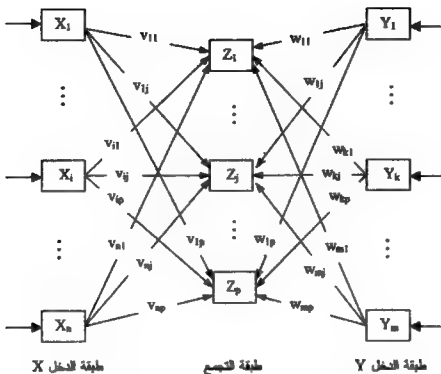 X₁ v₁₁ Z₁ w₁₁ Y₁
v₁ⱼ w₁ⱼ
... ... ...
vᵢ₁ wₖ₁
Xᵢ vᵢⱼ Zⱼ wₖⱼ Yₖ
vᵢₚ wₖₚ
... ... ...
vₙ₁ v₁ₚ w₁ₚ wₘ₁
vₙⱼ wₘⱼ
Xₙ vₙₚ Zₚ wₘₚ Yₘ
طبقة الدخل X طبقة التجمع طبقة الدخل Y